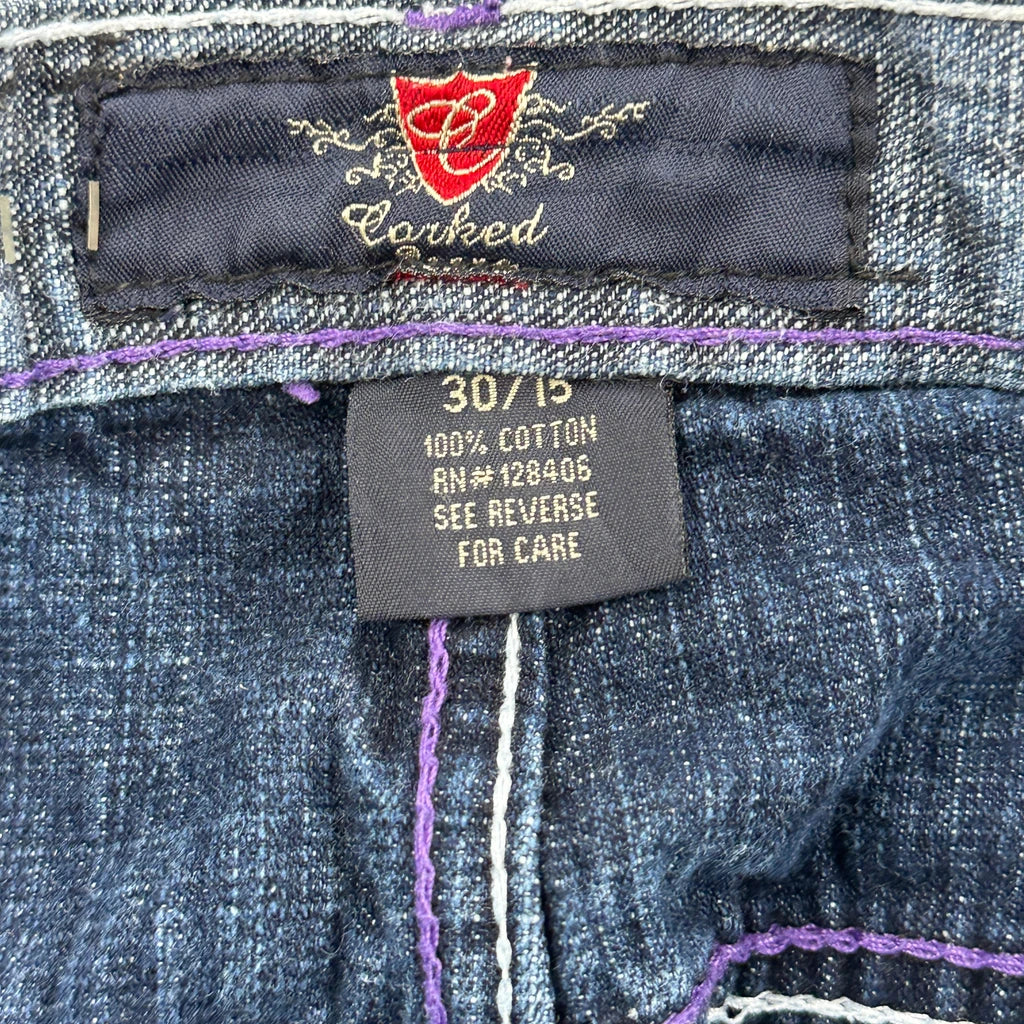 C
Corked
30/15
100% COTTON
RN#128406
SEE REVERSE
FOR CARE